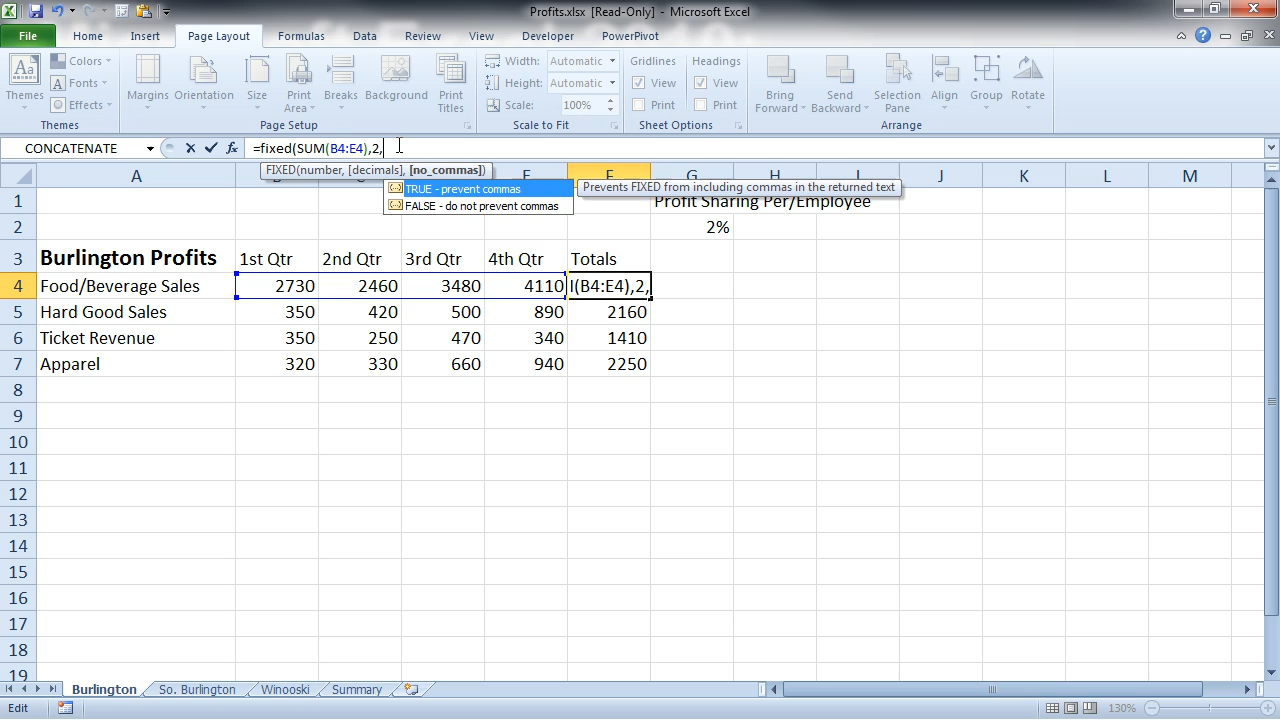 Profits.xlsx [Read-Only] - Microsoft Excel
File Home Insert Page Layout Formulas Data Review View Developer PowerPivot
Aa Themes Colors Fonts Effects Themes
Margins Orientation Size Print Area Breaks Background Print Titles Page Setup
Width: Automatic
Height: Automatic
Scale: 100%
Scale to Fit
Gridlines Headings
View View
Print Print
Sheet Options
Bring Forward Send Backward Selection Pane Align Group Rotate
Arrange
CONCATENATE fx =fixed(SUM(B4:E4),2,
FIXED(number, [decimals], [no_commas])
TRUE - prevent commas
FALSE - do not prevent commas
Prevents FIXED from including commas in the returned text
A F G H I J K L M
1 Profit Sharing Per/Employee
2 2%
3 Burlington Profits 1st Qtr 2nd Qtr 3rd Qtr 4th Qtr Totals
4 Food/Beverage Sales 2730 2460 3480 4110 I(B4:E4),2,
5 Hard Good Sales 350 420 500 890 2160
6 Ticket Revenue 350 250 470 340 1410
7 Apparel 320 330 660 940 2250
8
9
10
11
12
13
14
15
16
17
18
19
Burlington So. Burlington Winooski Summary
Edit 130%